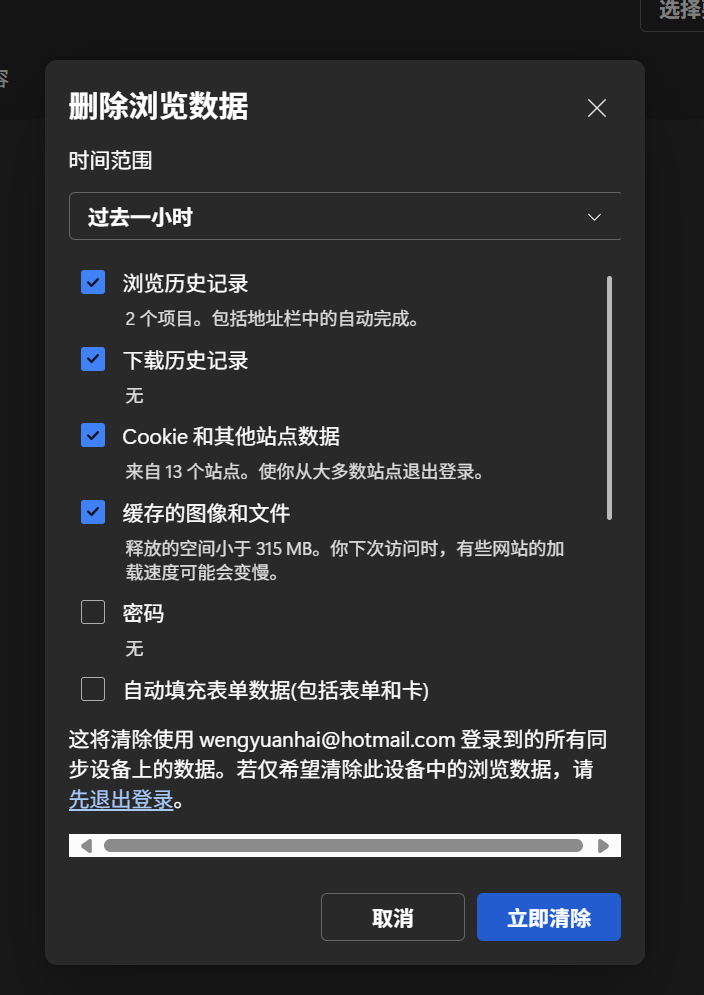 选择
容
删除浏览数据
时间范围
过去一小时
浏览历史记录
2 个项目。包括地址栏中的自动完成。
下载历史记录
无
Cookie 和其他站点数据
来自 13 个站点。使你从大多数站点退出登录。
缓存的图像和文件
释放的空间小于 315 MB。你下次访问时，有些网站的加
载速度可能会变慢。
密码
无
自动填充表单数据(包括表单和卡)
这将清除使用 wengyuanhai@hotmail.com 登录到的所有同
步设备上的数据。若仅希望清除此设备中的浏览数据，请
先退出登录。
取消
立即清除